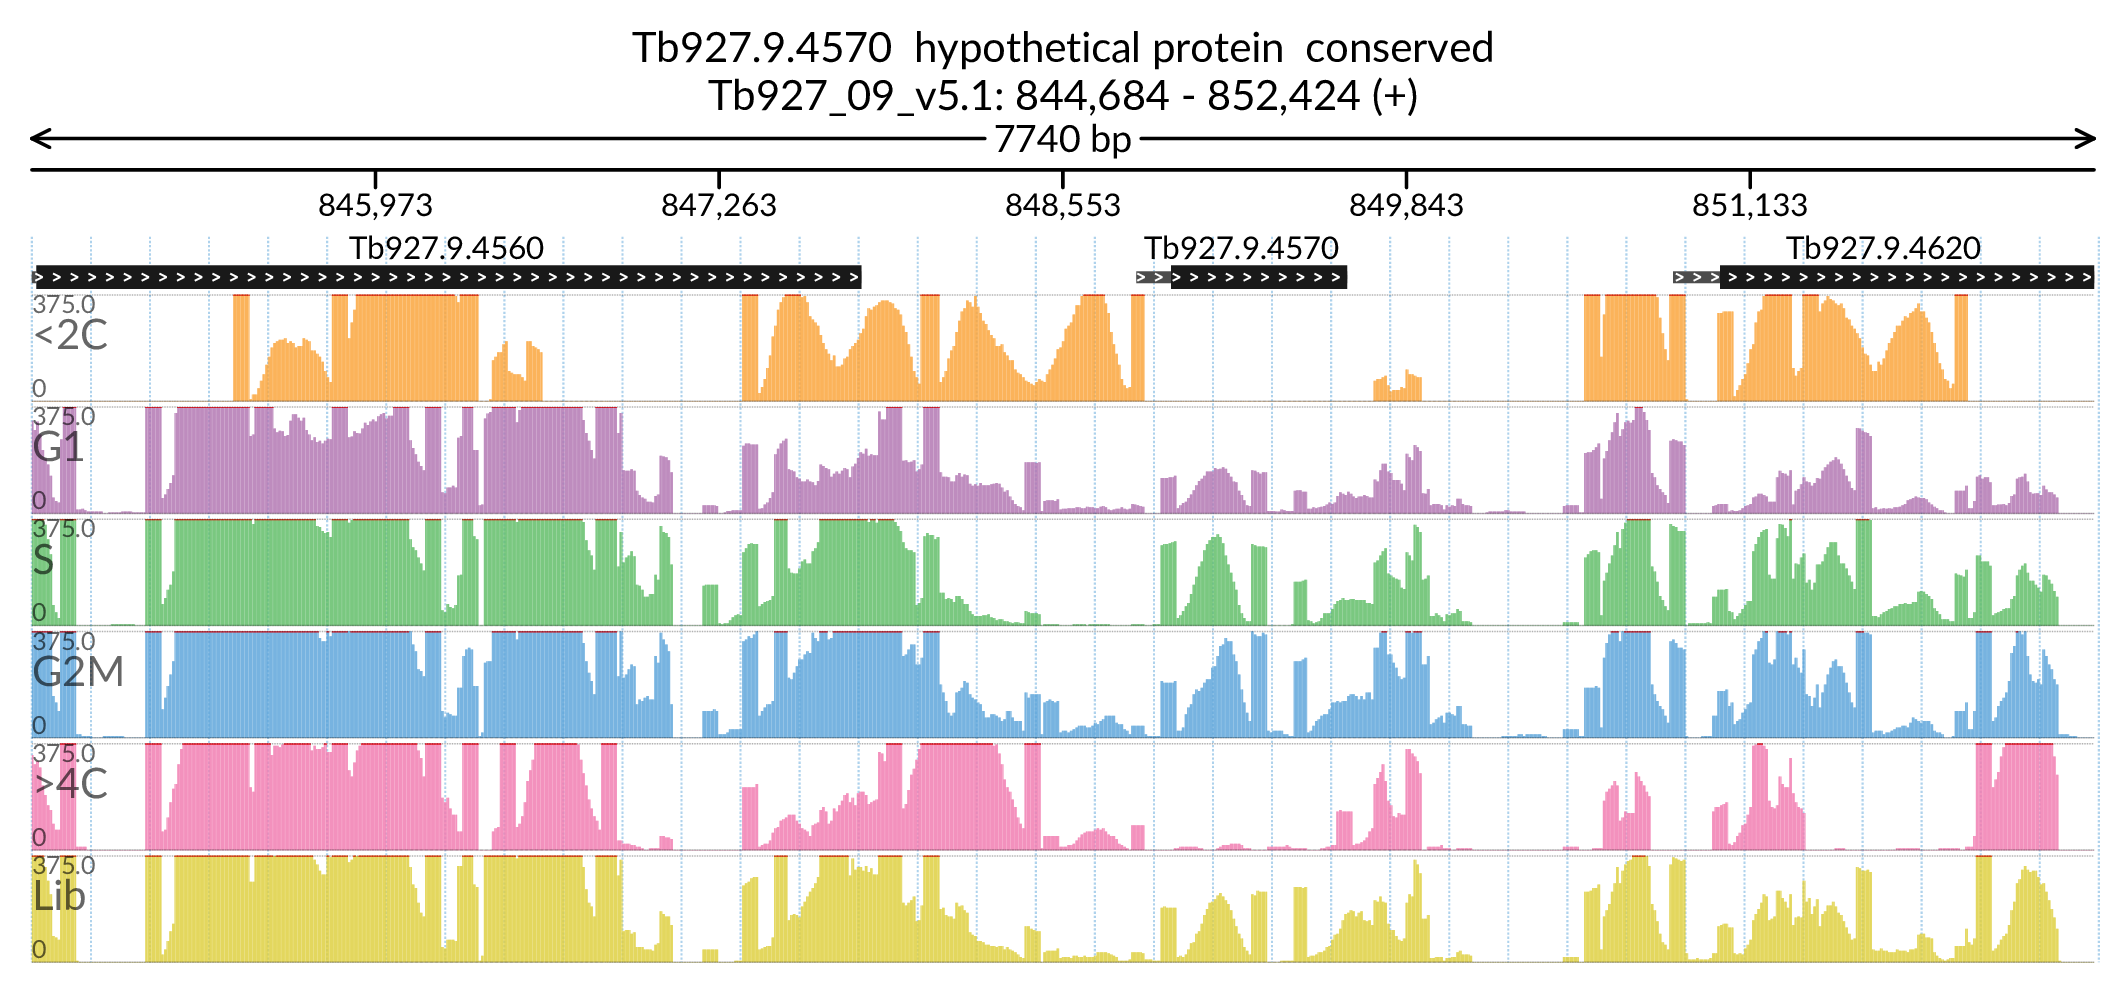 Tb927.9.4570 hypothetical protein conserved
Tb927_09_v5.1: 844,684 - 852,424 (+)
7740 bp
845,973 847,263 848,553 849,843 851,133
Tb927.9.4560 Tb927.9.4570 Tb927.9.4620
375.0
<2C
0
375.0
G1
0
375.0
S
0
375.0
G2M
0
375.0
>4C
0
375.0
Lib
0